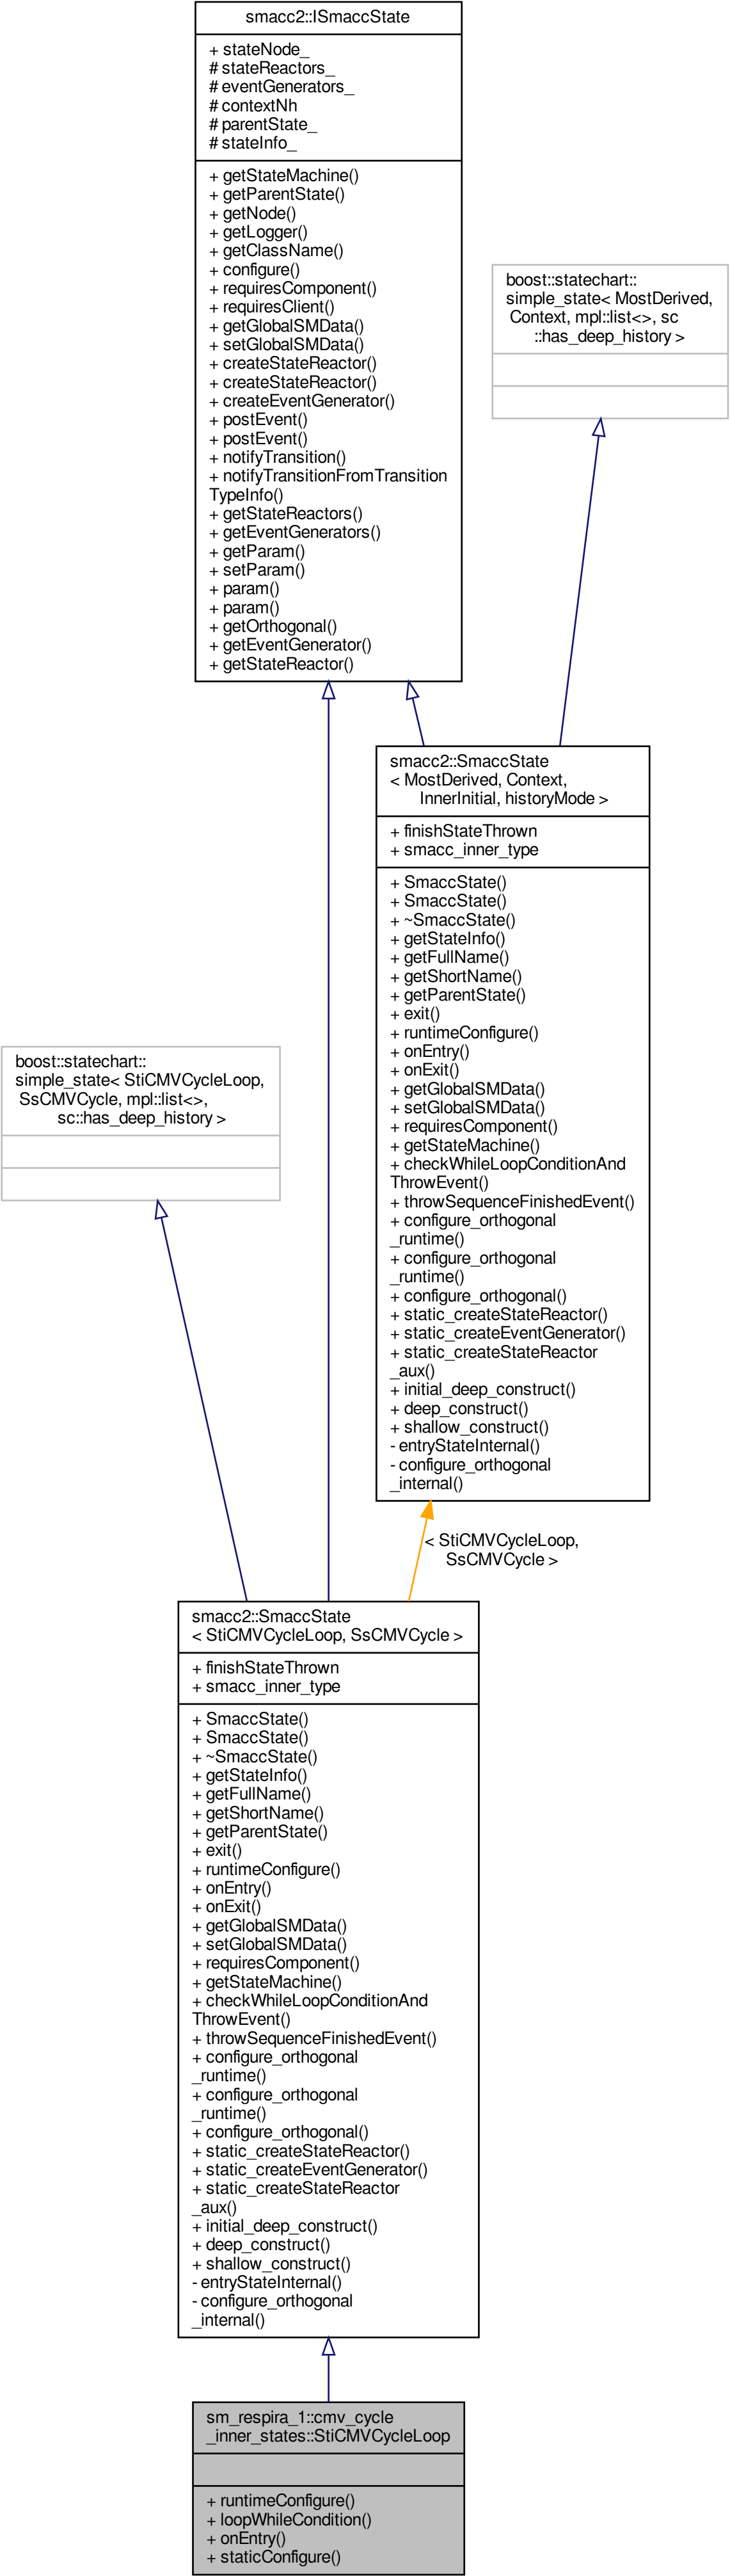 smacc2::ISmaccState
+ stateNode_
# stateReactors_
# eventGenerators_
# contextNh
# parentState_
# stateInfo_
+ getStateMachine()
+ getParentState()
+ getNode()
+ getLogger()
+ getClassName()
+ configure()
+ requiresComponent()
+ requiresClient()
+ getGlobalSMData()
+ setGlobalSMData()
+ createStateReactor()
+ createStateReactor()
+ createEventGenerator()
+ postEvent()
+ postEvent()
+ notifyTransition()
+ notifyTransitionFromTransition
TypeInfo()
+ getStateReactors()
+ getEventGenerators()
+ getParam()
+ setParam()
+ param()
+ param()
+ getOrthogonal()
+ getEventGenerator()
+ getStateReactor()
boost::statechart::
simple_state< MostDerived,
Context, mpl::list<>, sc
::has_deep_history >
smacc2::SmaccState
< MostDerived, Context,
InnerInitial, historyMode >
+ finishStateThrown
+ smacc_inner_type
+ SmaccState()
+ SmaccState()
+ ~SmaccState()
+ getStateInfo()
+ getFullName()
+ getShortName()
+ getParentState()
+ exit()
+ runtimeConfigure()
+ onEntry()
+ onExit()
+ getGlobalSMData()
+ setGlobalSMData()
+ requiresComponent()
+ getStateMachine()
+ checkWhileLoopConditionAnd
ThrowEvent()
+ throwSequenceFinishedEvent()
+ configure_orthogonal
_runtime()
+ configure_orthogonal
_runtime()
+ configure_orthogonal()
+ static_createStateReactor()
+ static_createEventGenerator()
+ static_createStateReactor
_aux()
+ initial_deep_construct()
+ deep_construct()
+ shallow_construct()
- entryStateInternal()
- configure_orthogonal
_internal()
boost::statechart::
simple_state< StiCMVCycleLoop,
SsCMVCycle, mpl::list<>,
sc::has_deep_history >
< StiCMVCycleLoop,
SsCMVCycle >
smacc2::SmaccState
< StiCMVCycleLoop, SsCMVCycle >
+ finishStateThrown
+ smacc_inner_type
+ SmaccState()
+ SmaccState()
+ ~SmaccState()
+ getStateInfo()
+ getFullName()
+ getShortName()
+ getParentState()
+ exit()
+ runtimeConfigure()
+ onEntry()
+ onExit()
+ getGlobalSMData()
+ setGlobalSMData()
+ requiresComponent()
+ getStateMachine()
+ checkWhileLoopConditionAnd
ThrowEvent()
+ throwSequenceFinishedEvent()
+ configure_orthogonal
_runtime()
+ configure_orthogonal
_runtime()
+ configure_orthogonal()
+ static_createStateReactor()
+ static_createEventGenerator()
+ static_createStateReactor
_aux()
+ initial_deep_construct()
+ deep_construct()
+ shallow_construct()
- entryStateInternal()
- configure_orthogonal
_internal()
sm_respira_1::cmv_cycle
_inner_states::StiCMVCycleLoop
+ runtimeConfigure()
+ loopWhileCondition()
+ onEntry()
+ staticConfigure()